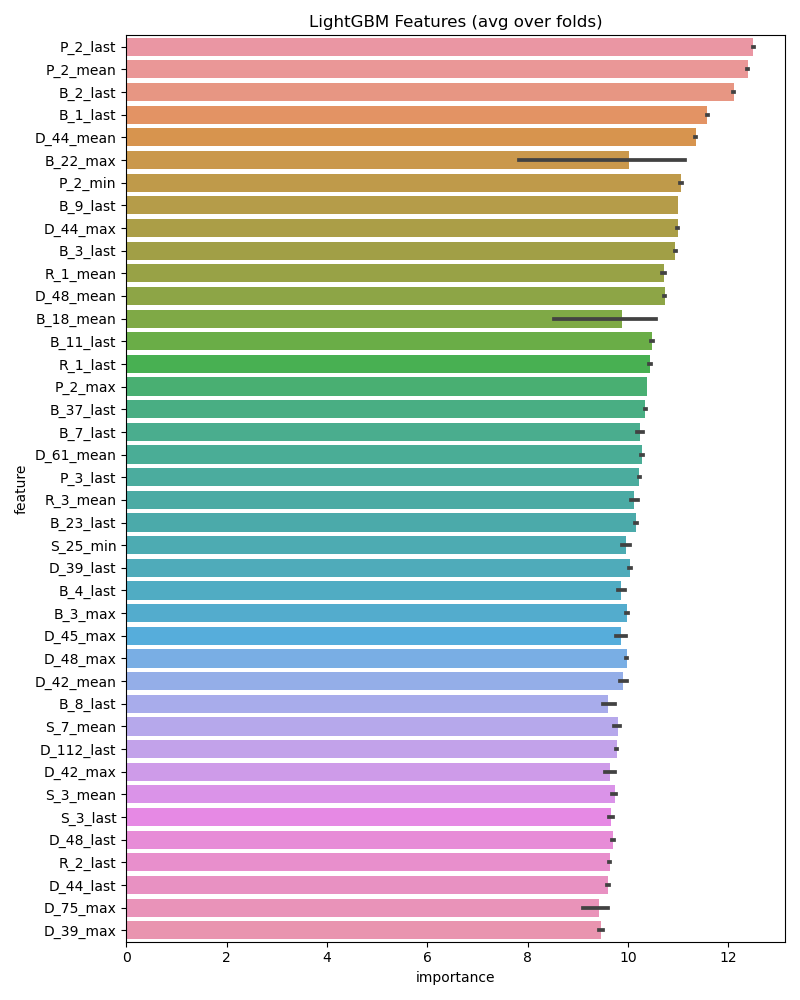 LightGBM Features (avg over folds)
P_2_last
P_2_mean
B_2_last
B_1_last
D_44_mean
B_22_max
P_2_min
B_9_last
D_44_max
B_3_last
R_1_mean
D_48_mean
B_18_mean
B_11_last
R_1_last
P_2_max
B_37_last
B_7_last
D_61_mean
P_3_last
R_3_mean
B_23_last
S_25_min
D_39_last
B_4_last
B_3_max
D_45_max
D_48_max
D_42_mean
B_8_last
S_7_mean
D_112_last
D_42_max
S_3_mean
S_3_last
D_48_last
R_2_last
D_44_last
D_75_max
D_39_max
feature
0 2 4 6 8 10 12
importance